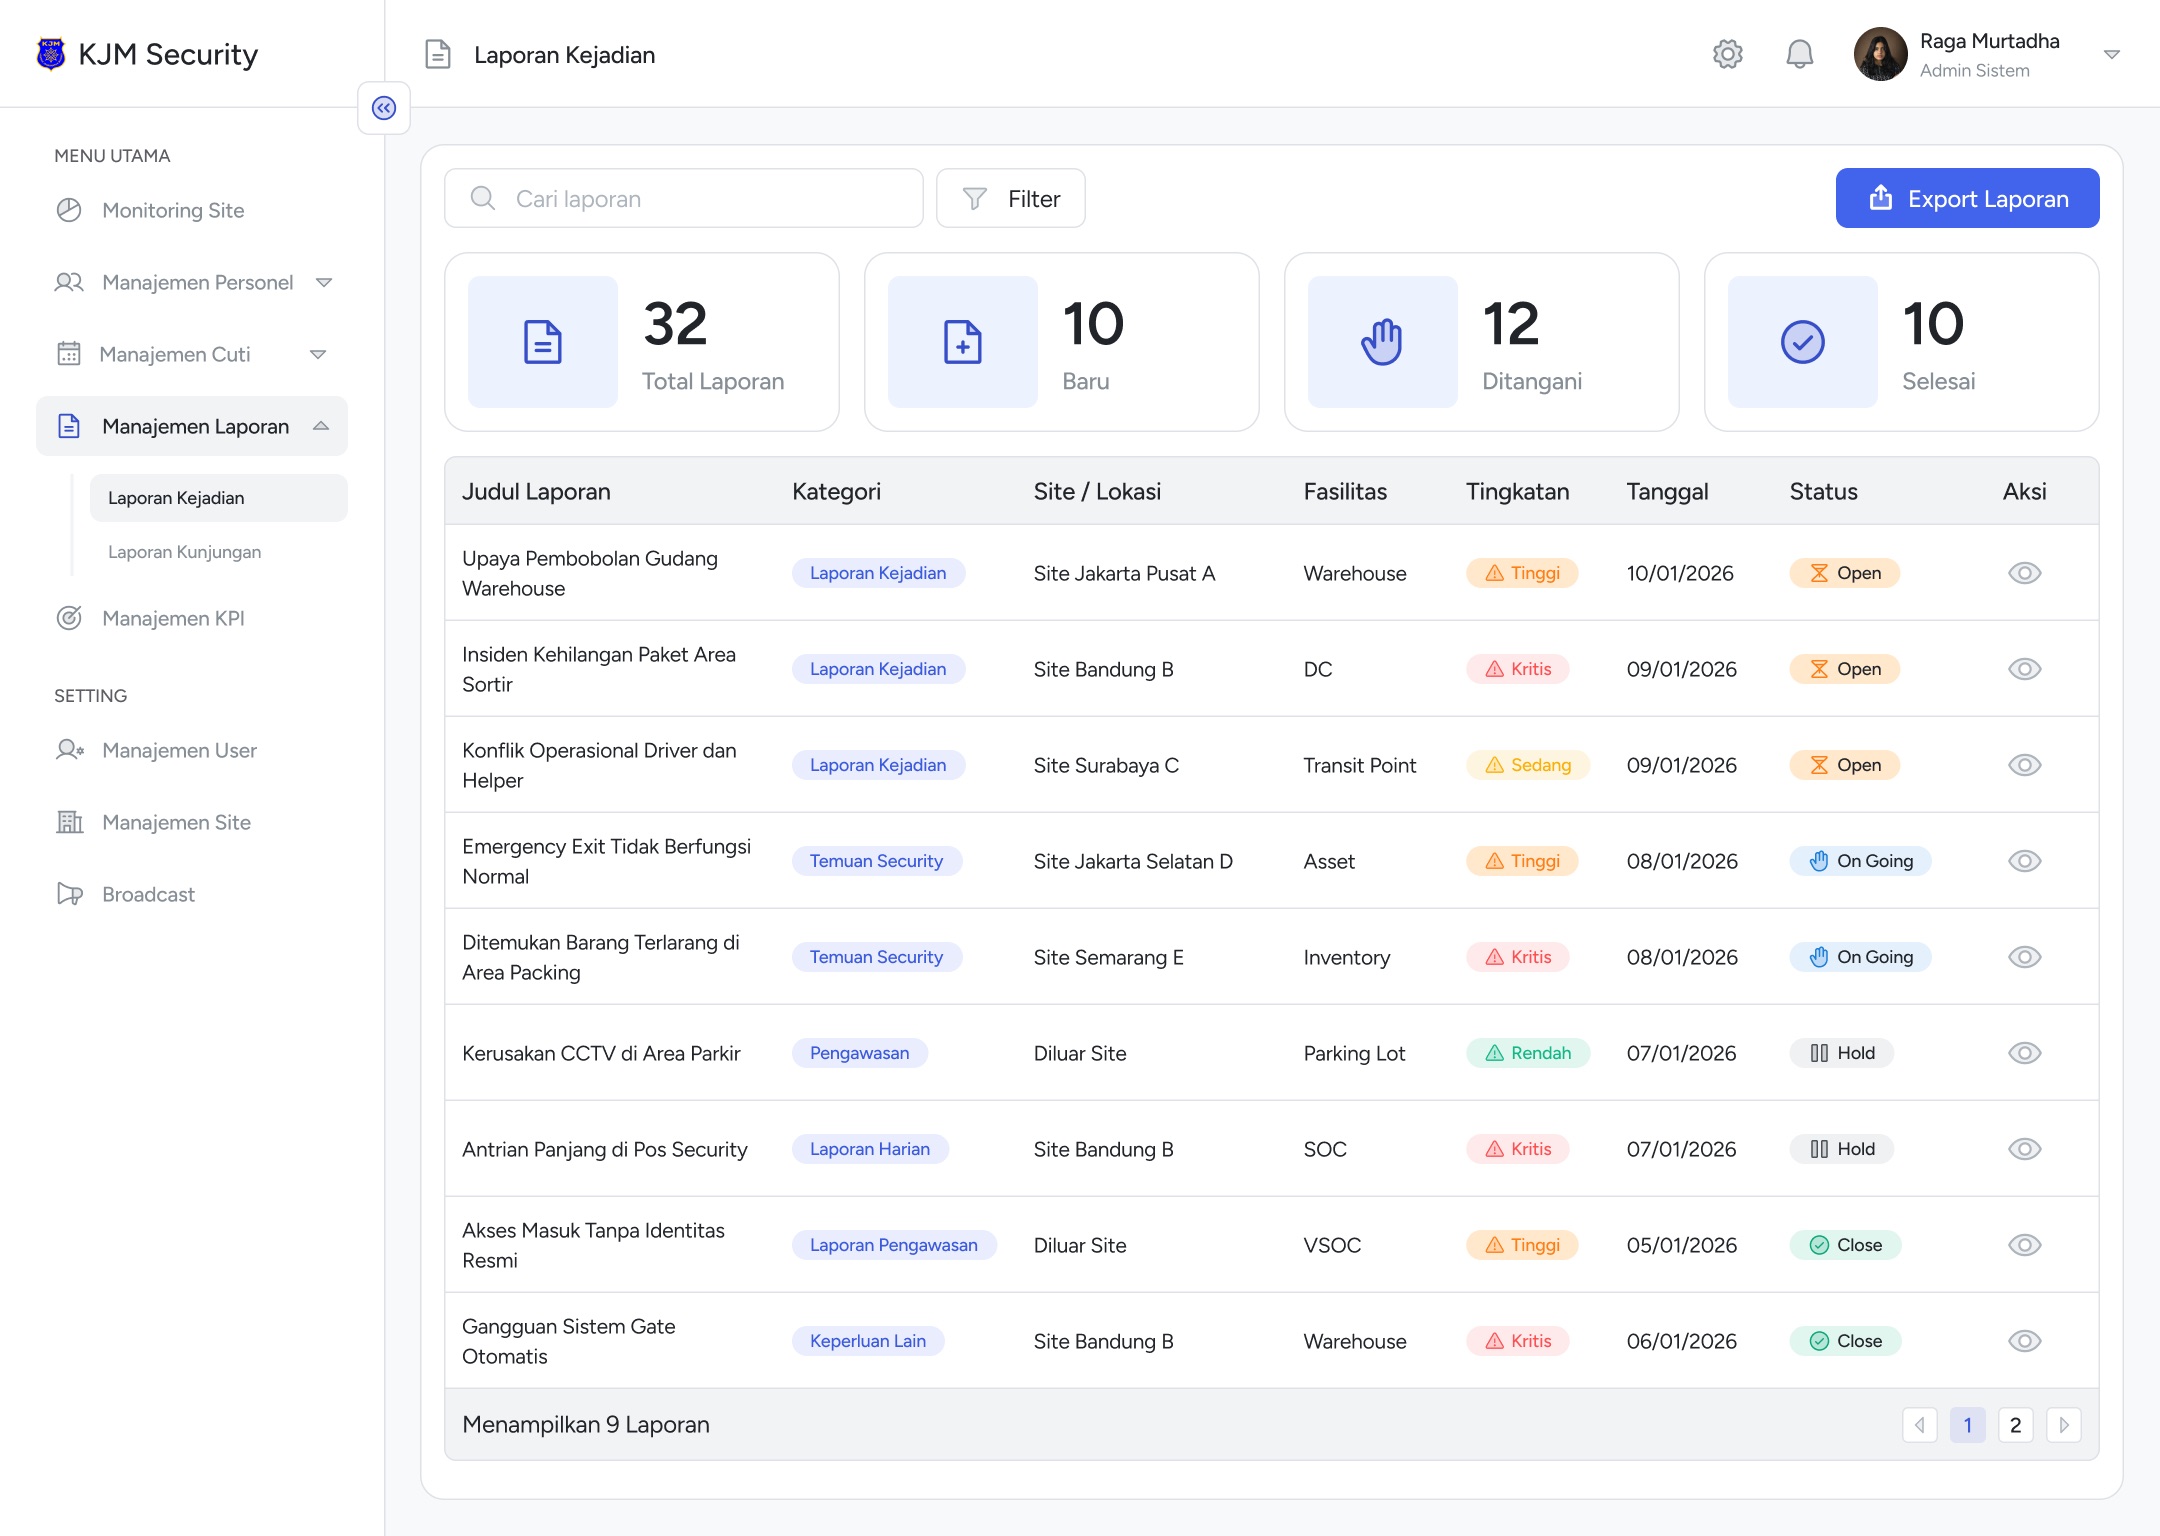 KJM
KJM Security
Laporan Kejadian
Raga Murtadha
Admin Sistem
MENU UTAMA
Monitoring Site
Manajemen Personel
Manajemen Cuti
Manajemen Laporan
Laporan Kejadian
Laporan Kunjungan
Manajemen KPI
SETTING
Manajemen User
Manajemen Site
Broadcast
Cari laporan
Filter
Export Laporan
32
Total Laporan
10
Baru
12
Ditangani
10
Selesai
Judul Laporan Kategori Site / Lokasi Fasilitas Tingkatan Tanggal Status Aksi
Upaya Pembobolan Gudang
Warehouse
Laporan Kejadian Site Jakarta Pusat A Warehouse Tinggi 10/01/2026 Open
Insiden Kehilangan Paket Area
Sortir
Laporan Kejadian Site Bandung B DC Kritis 09/01/2026 Open
Konflik Operasional Driver dan
Helper
Laporan Kejadian Site Surabaya C Transit Point Sedang 09/01/2026 Open
Emergency Exit Tidak Berfungsi
Normal
Temuan Security Site Jakarta Selatan D Asset Tinggi 08/01/2026 On Going
Ditemukan Barang Terlarang di
Area Packing
Temuan Security Site Semarang E Inventory Kritis 08/01/2026 On Going
Kerusakan CCTV di Area Parkir Pengawasan Diluar Site Parking Lot Rendah 07/01/2026 Hold
Antrian Panjang di Pos Security Laporan Harian Site Bandung B SOC Kritis 07/01/2026 Hold
Akses Masuk Tanpa Identitas
Resmi
Laporan Pengawasan Diluar Site VSOC Tinggi 05/01/2026 Close
Gangguan Sistem Gate
Otomatis
Keperluan Lain Site Bandung B Warehouse Kritis 06/01/2026 Close
Menampilkan 9 Laporan
1 2